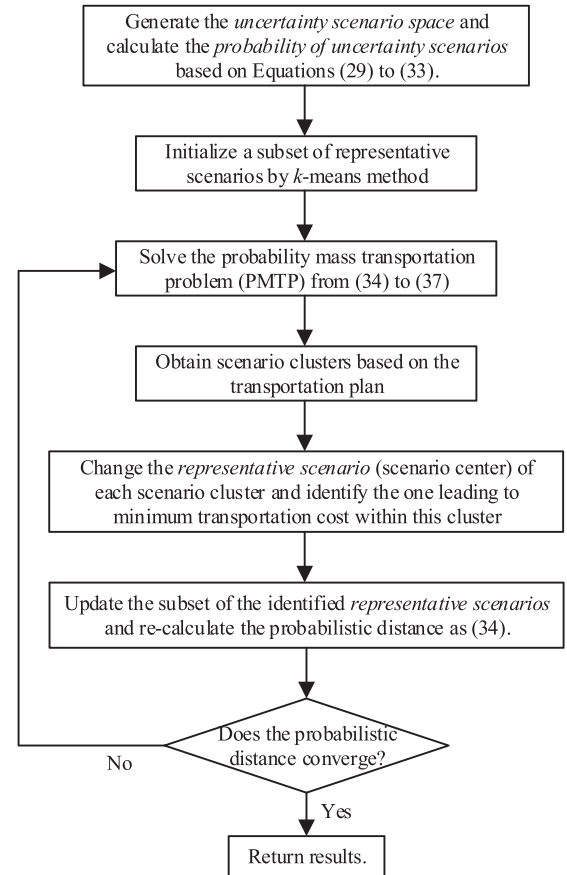 Generate the uncertainty scenario space and
calculate the probability of uncertainty scenarios
based on Equations (29) to (33).
Initialize a subset of representative
scenarios by k-means method
Solve the probability mass transportation
problem (PMTP) from (34) to (37)
Obtain scenario clusters based on the
transportation plan
Change the representative scenario (scenario center) of
each scenario cluster and identify the one leading to
minimum transportation cost within this cluster
Update the subset of the identified representative scenarios
and re-calculate the probabilistic distance as (34).
Does the probabilistic
distance converge?
No
Yes
Return results.